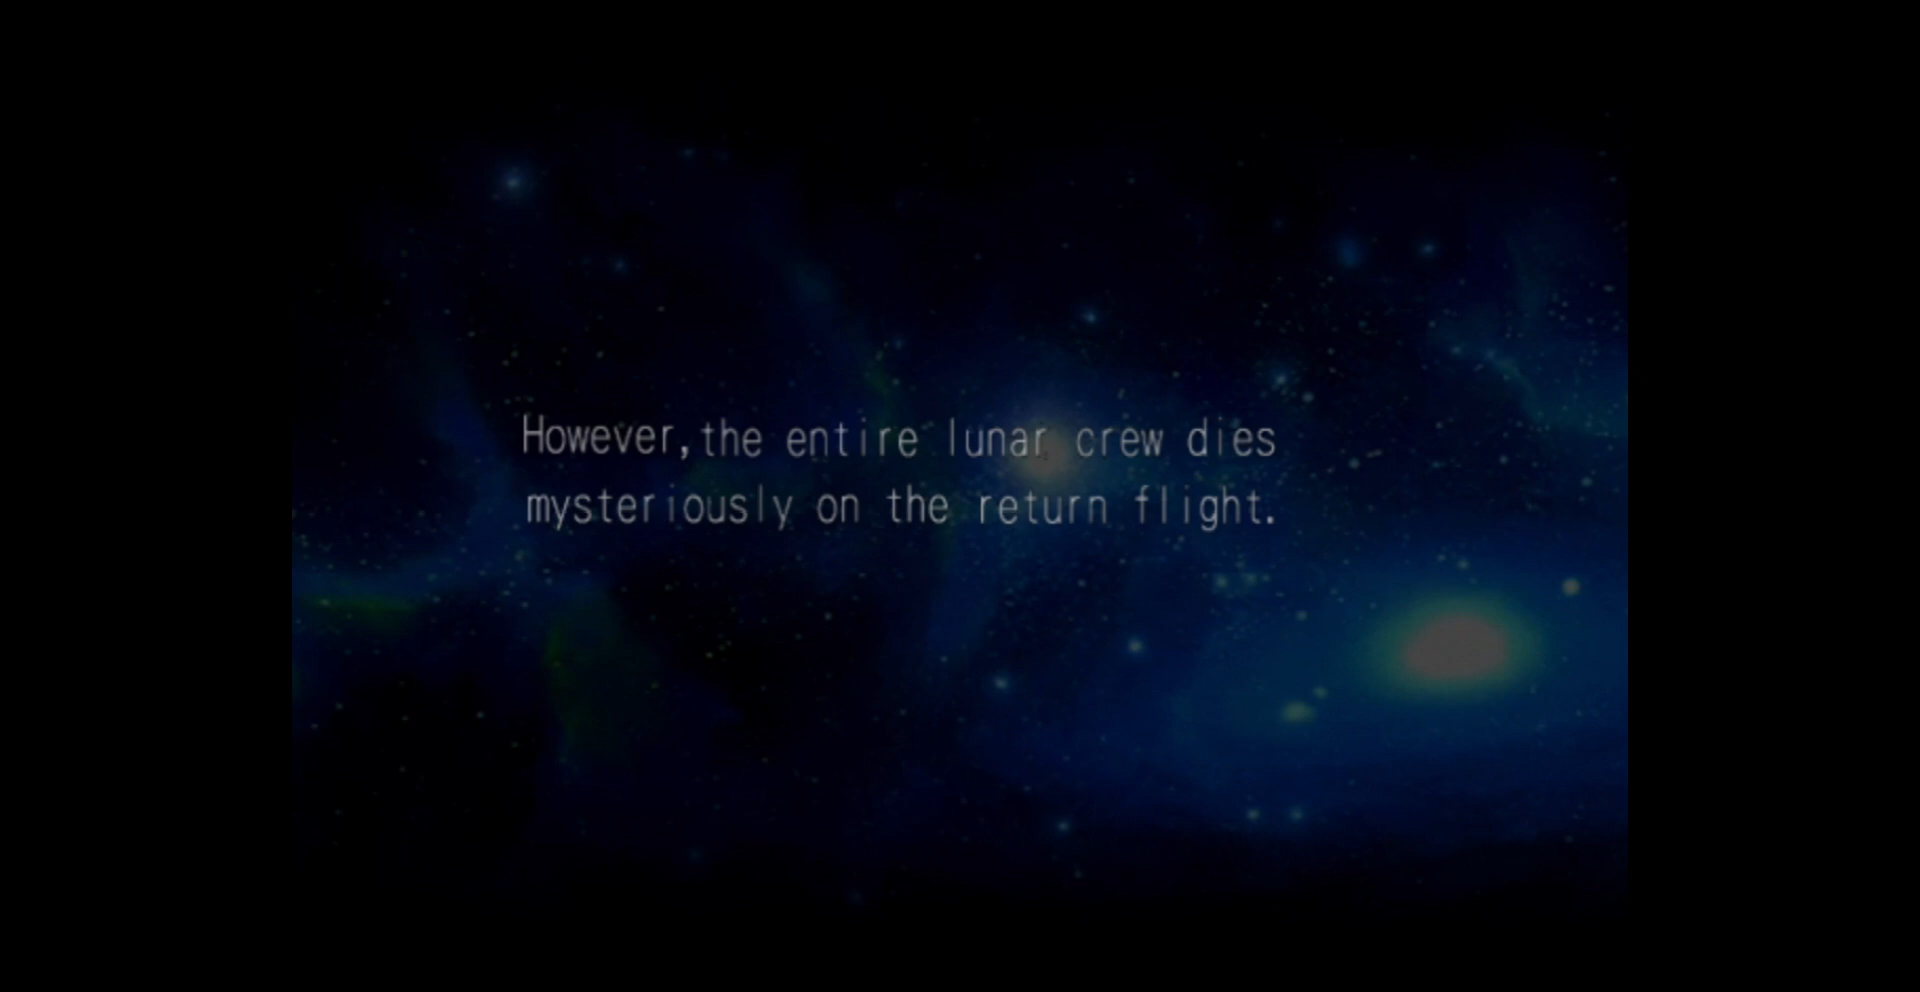 However, the entire lunar crew dies
mysteriously on the return flight.